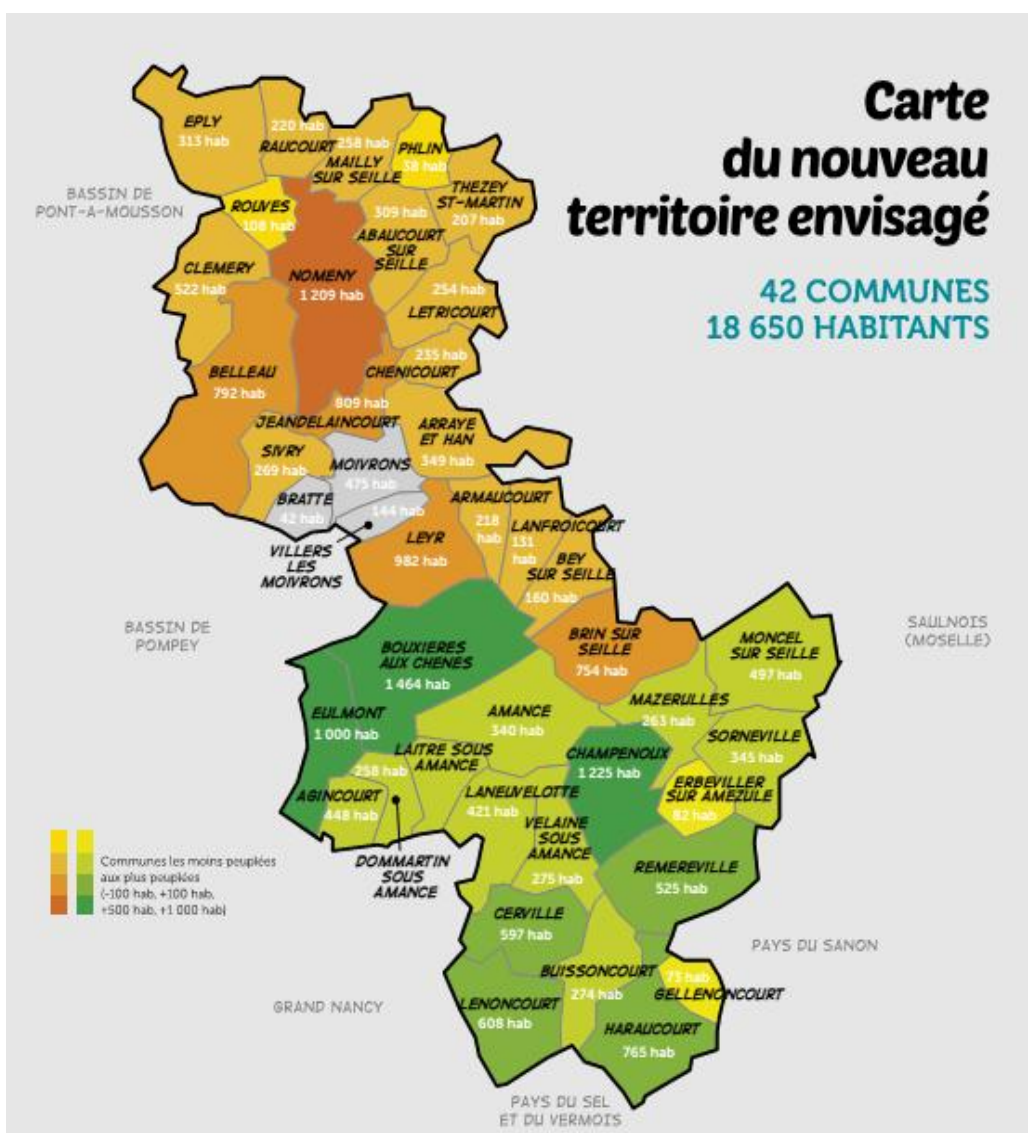 Carte
du nouveau
territoire envisagé
42 COMMUNES
18 650 HABITANTS
EPLY
313 hab
220 hab
RAUCOURT
258 hab
MAILLY
SUR SEILLE
PHLIN
38 hab
THEZEY
ST-MARTIN
207 hab
BASSIN DE
PONT-A-MOUSSON
ROUVES
108 hab
309 hab
ABAUCOURT
SUR
SEILLE
CLEMERY
522 hab
NOMENY
1 209 hab
254 hab
LETRICOURT
235 hab
CHENICOURT
BELLEAU
792 hab
809 hab
JEANDELAINCOURT
ARRAYE
ET HAN
349 hab
SIVRY
269 hab
MOIVRONS
475 hab
BRATTE
42 hab
144 hab
VILLERS
LES
MOIVRONS
LEYR
982 hab
ARMAUCOURT
218
hab
LANFROICOURT
131
hab
BEY
SUR SEILLE
160 hab
BASSIN DE
POMPEY
SAULNOIS
(MOSELLE)
BOUXIERES
AUX CHENES
1 464 hab
BRIN SUR
SEILLE
754 hab
MONCEL
SUR SEILLE
497 hab
EULMONT
1 000 hab
AMANCE
340 hab
MAZERULLES
263 hab
SORNEVILLE
345 hab
258 hab
LAITRE SOUS
AMANCE
CHAMPENOUX
1 225 hab
AGINCOURT
448 hab
LANEUVELOTTE
421 hab
ERBEVILLER
SUR AMEZULE
82 hab
VELAINE
SOUS
AMANCE
275 hab
DOMMARTIN
SOUS
AMANCE
REMEREVILLE
525 hab
Communes les moins peuplées
aux plus peuplées
(-100 hab, +100 hab,
+500 hab, +1 000 hab)
CERVILLE
597 hab
PAYS DU SANON
BUISSONCOURT
274 hab
73 hab
GELLENONCOURT
GRAND NANCY
LENONCOURT
608 hab
HARAUCOURT
765 hab
PAYS DU SEL
ET DU VERMOIS